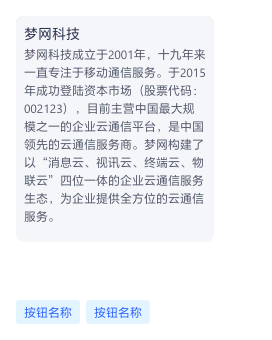 梦网科技
梦网科技成立于2001年，十九年来
一直专注于移动通信服务。于2015
年成功登陆资本市场（股票代码：
002123），目前主营中国最大规
模之一的企业云通信平台，是中国
领先的云通信服务商。梦网构建了
以“消息云、视讯云、终端云、物
联云”四位一体的企业云通信服务
生态，为企业提供全方位的云通信
服务。
按钮名称 按钮名称